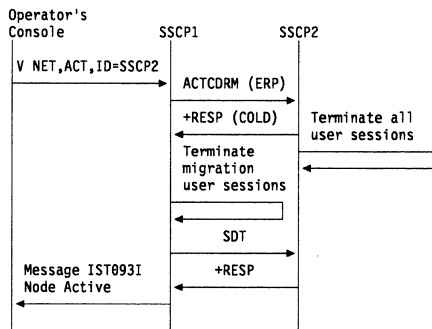 Operator's
Console
SSCP1
SSCP2
V NET,ACT,ID=SSCP2
ACTCDRM (ERP)
+RESP (COLD)
Terminate all
user sessions
Terminate
migration
user sessions
SDT
+RESP
Message IST093I
Node Active